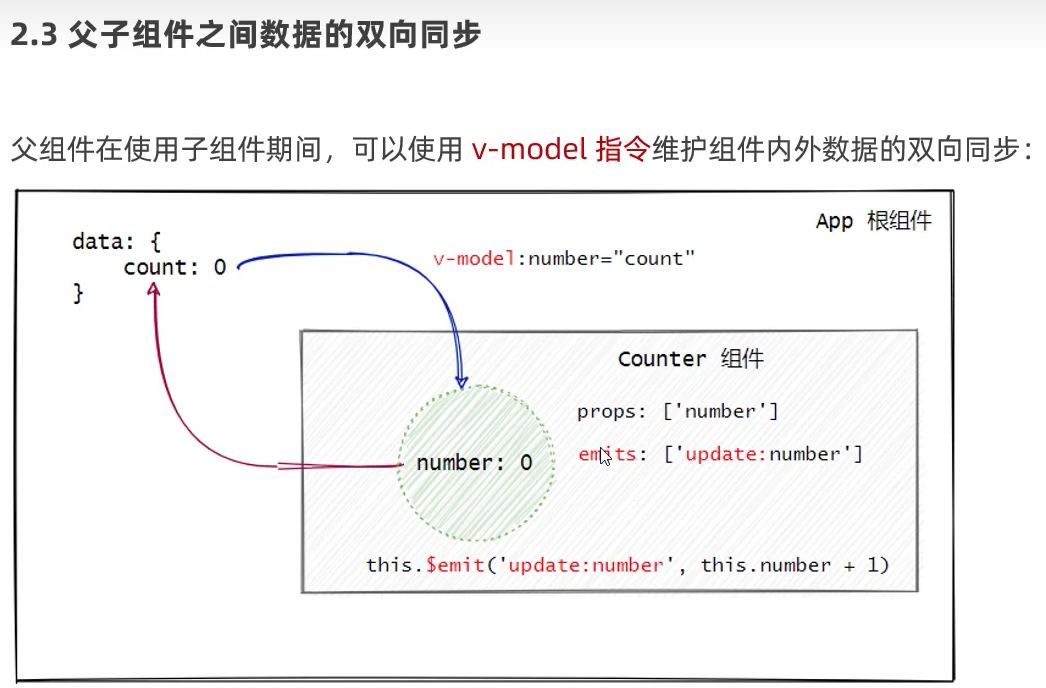 2.3 父子组件之间数据的双向同步
父组件在使用子组件期间，可以使用 v-model 指令维护组件内外数据的双向同步：
App 根组件
data: {
count: 0
}
v-model:number="count"
Counter 组件
props: ['number']
emits: ['update:number']
number: 0
this.$emit('update:number', this.number + 1)